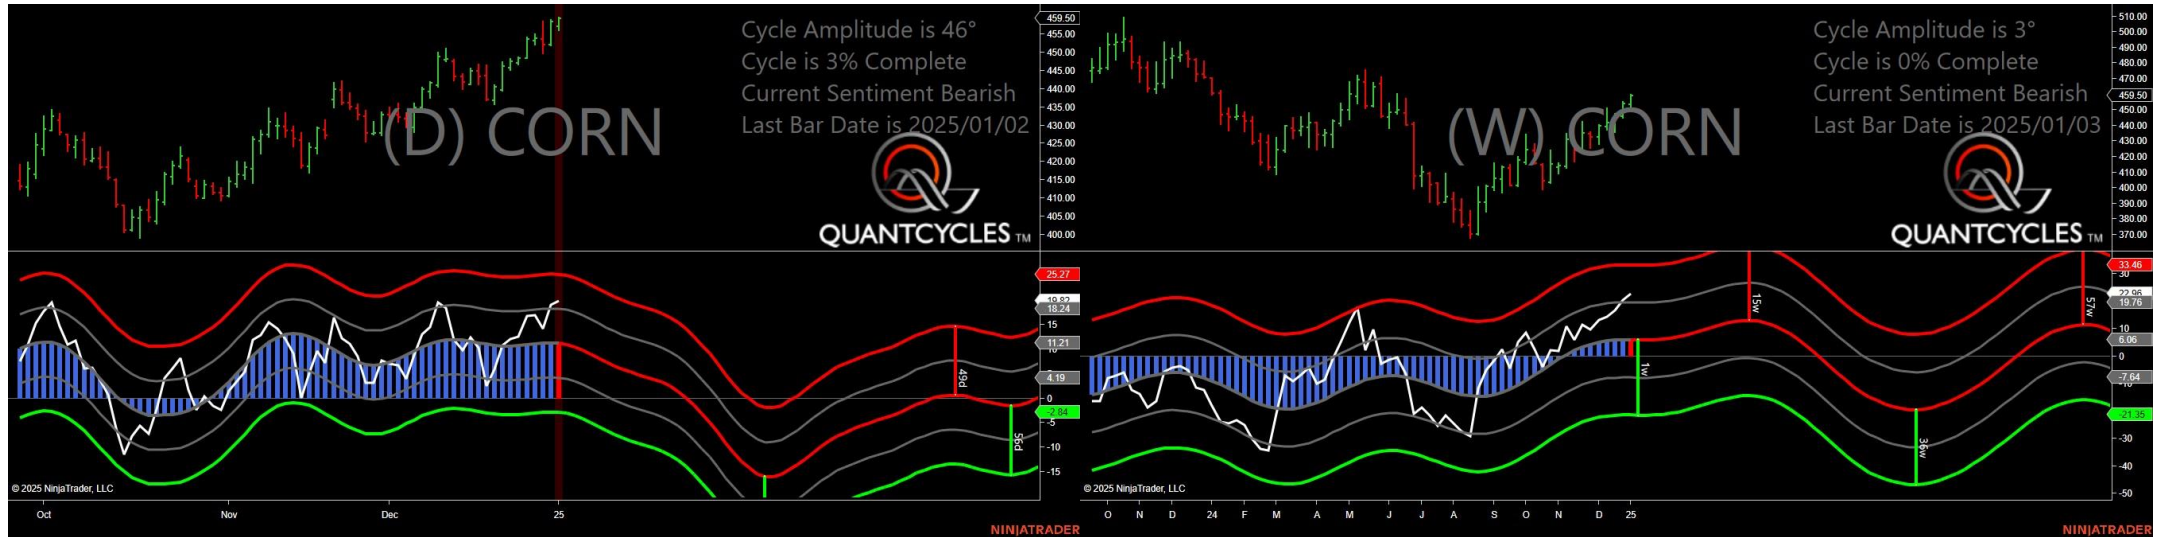 Cycle Amplitude is 46°
Cycle is 3% Complete
Current Sentiment Bearish
Last Bar Date is 2025/01/02
(D) CORN
QUANTCYCLES TM
459.50
455.00
450.00
445.00
440.00
435.00
430.00
425.00
420.00
415.00
410.00
405.00
400.00
25.27
19.82
18.24
15
11.21
4.19
0
-2.84
-5
-10
-15
49d
56d
© 2025 NinjaTrader, LLC
Oct Nov Dec 25
NINJATRADER
Cycle Amplitude is 3°
Cycle is 0% Complete
Current Sentiment Bearish
Last Bar Date is 2025/01/03
(W) CORN
QUANTCYCLES TM
510.00
500.00
490.00
480.00
470.00
459.50
450.00
440.00
430.00
420.00
410.00
400.00
390.00
380.00
370.00
33.46
30
22.96
19.76
10
6.06
0
-7.64
-21.35
-30
-40
-50
1w
15w
36w
57w
© 2025 NinjaTrader, LLC
O N D 24 F M A M J J A S O N D 25
NINJATRADER